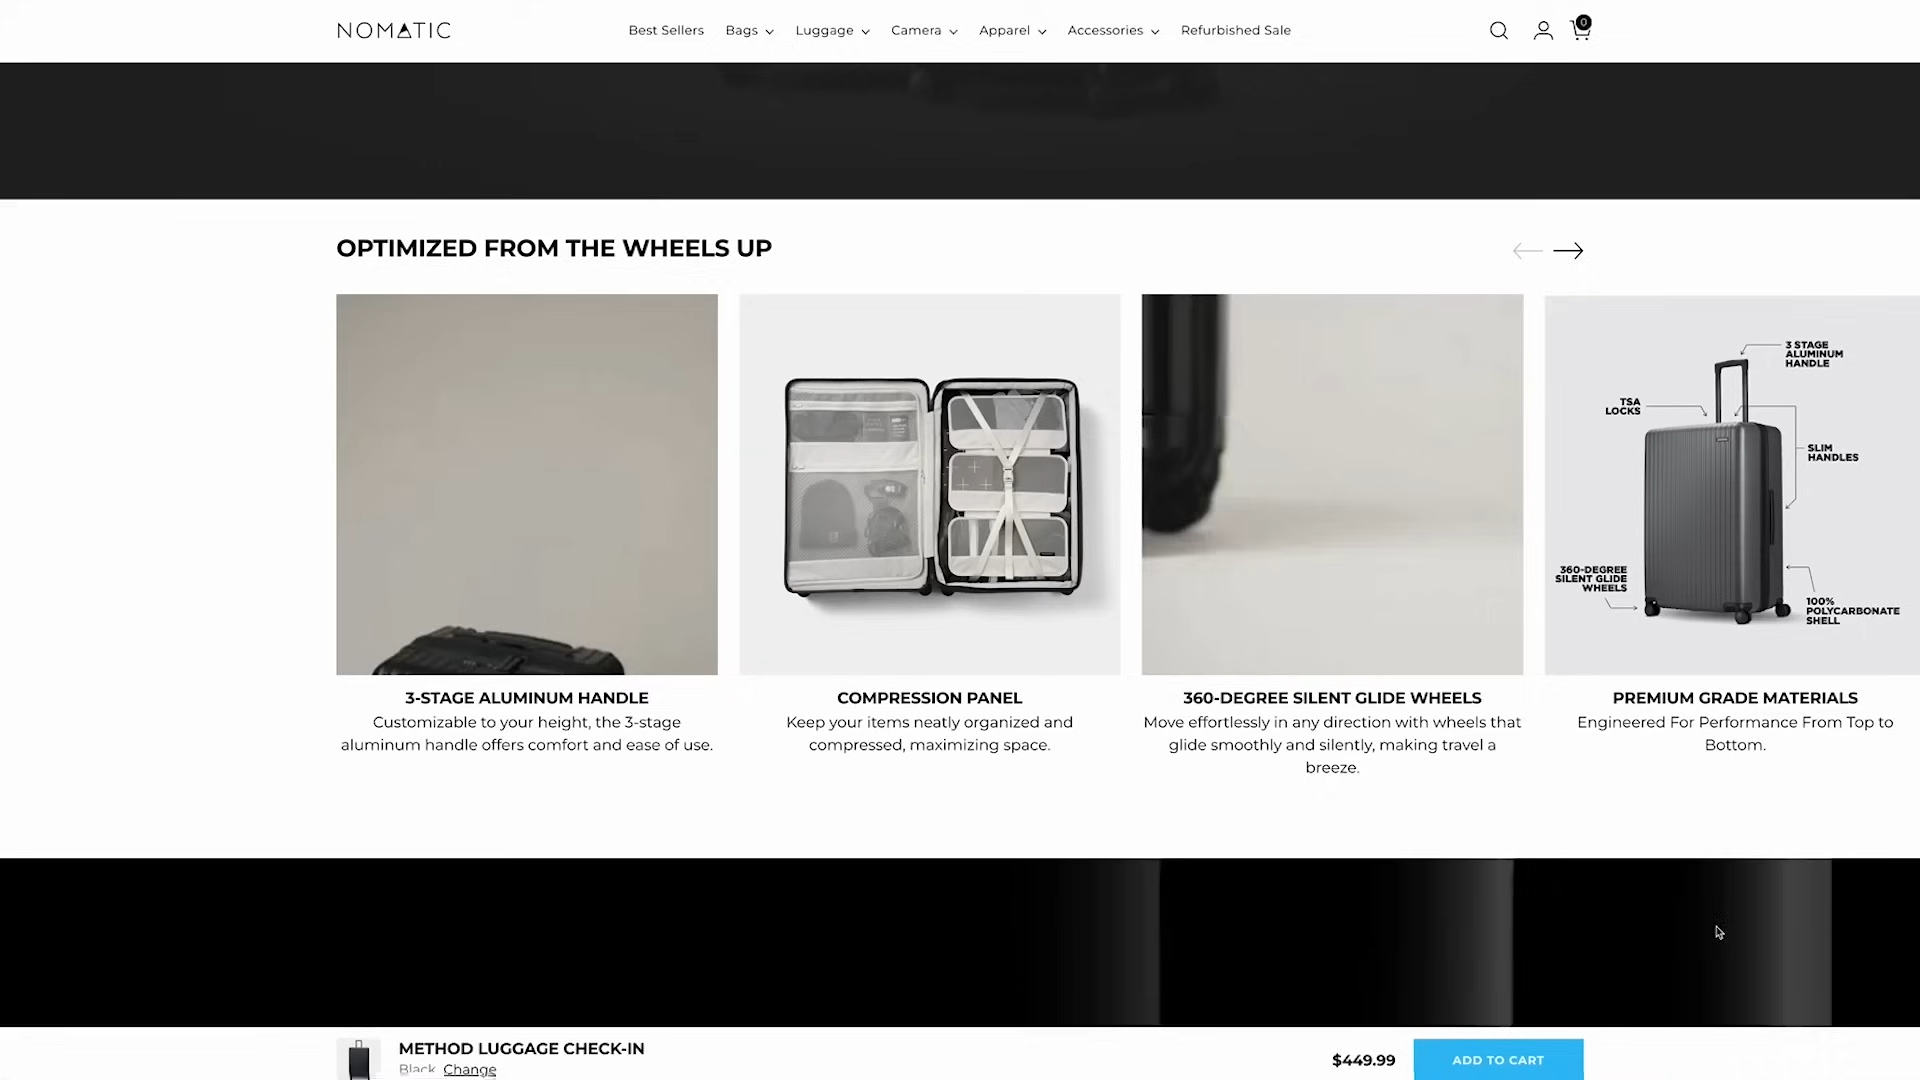 NOMATIC
Best Sellers
Bags
Luggage
Camera
Apparel
Accessories
Refurbished Sale
0
OPTIMIZED FROM THE WHEELS UP
3 STAGE
ALUMINUM
HANDLE
TSA
LOCKS
SLIM
HANDLES
360-DEGREE
SILENT GLIDE
WHEELS
100%
POLYCARBONATE
SHELL
3-STAGE ALUMINUM HANDLE
Customizable to your height, the 3-stage
aluminum handle offers comfort and ease of use.
COMPRESSION PANEL
Keep your items neatly organized and
compressed, maximizing space.
360-DEGREE SILENT GLIDE WHEELS
Move effortlessly in any direction with wheels that
glide smoothly and silently, making travel a
breeze.
PREMIUM GRADE MATERIALS
Engineered For Performance From Top to
Bottom.
METHOD LUGGAGE CHECK-IN
Black Change
$449.99
ADD TO CART